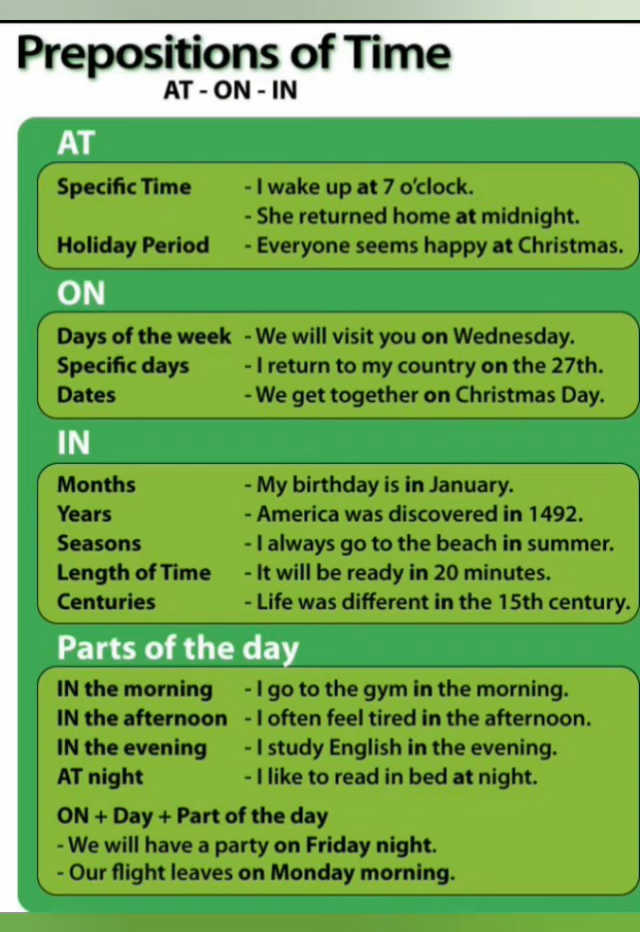 Prepositions of Time
AT - ON - IN
AT
Specific Time - I wake up at 7 o'clock.
- She returned home at midnight.
Holiday Period - Everyone seems happy at Christmas.
ON
Days of the week - We will visit you on Wednesday.
Specific days - I return to my country on the 27th.
Dates - We get together on Christmas Day.
IN
Months - My birthday is in January.
Years - America was discovered in 1492.
Seasons - I always go to the beach in summer.
Length of Time - It will be ready in 20 minutes.
Centuries - Life was different in the 15th century.
Parts of the day
IN the morning - I go to the gym in the morning.
IN the afternoon - I often feel tired in the afternoon.
IN the evening - I study English in the evening.
AT night - I like to read in bed at night.
ON + Day + Part of the day
- We will have a party on Friday night.
- Our flight leaves on Monday morning.